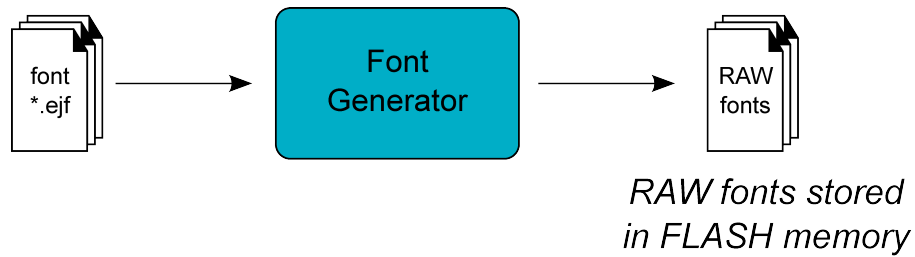 font
*.ejf
Font
Generator
RAW
fonts
RAW fonts stored
in FLASH memory